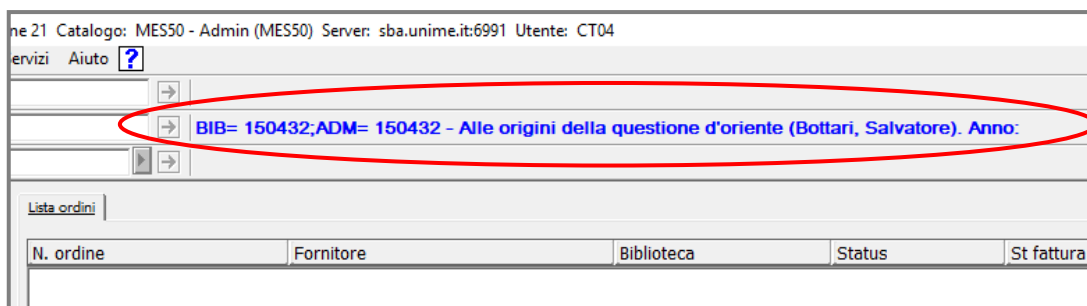 ne 21 Catalogo: MES50 - Admin (MES50) Server: sba.unime.it:6991 Utente: CT04
ervizi Aiuto ?
BIB= 150432;ADM= 150432 - Alle origini della questione d'oriente (Bottari, Salvatore). Anno:
Lista ordini
N. ordine Fornitore Biblioteca Status St fattura